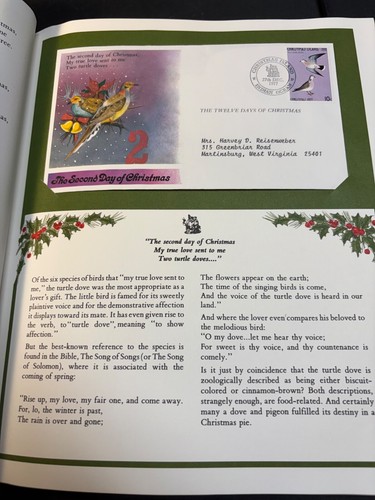 The second day of Christmas
My true love sent to me
Two turtle doves
2
The Second Day of Christmas
CHRISTMAS ISLAND
INDIAN OCEAN
CHRISTMAS ISLAND
10c
THE TWELVE DAYS OF CHRISTMAS
Mrs. Harvey D. Reisenweber
315 Greenbriar Road
Martinsburg, West Virginia 25401
"The second day of Christmas
My true love sent to me
Two turtle doves...."
Of the six species of birds that "my true love sent to
me," the turtle dove was the most appropriate as a
lover's gift. The little bird is famed for its sweetly
plaintive voice and for the demonstrative affection
it displays toward its mate. It has even given rise to
the verb, to "turtle dove", meaning "to show
affection."
But the best-known reference to the species is
found in the Bible, The Song of Songs (or The Song
of Solomon), where it is associated with the
coming of spring:
"Rise up, my love, my fair one, and come away.
For, lo, the winter is past,
The rain is over and gone;
The flowers appear on the earth;
The time of the singing birds is come,
And the voice of the turtle dove is heard in our
land."
And where the lover even compares his beloved to
the melodious bird:
"O my dove...let me hear thy voice;
For sweet is thy voice, and thy countenance is
comely."
Is it just by coincidence that the turtle dove is
zoologically described as being either biscuit-
colored or cinnamon-brown? Both descriptions,
strangely enough, are food-related. And certainly
many a dove and pigeon fulfilled its destiny in a
Christmas pie.